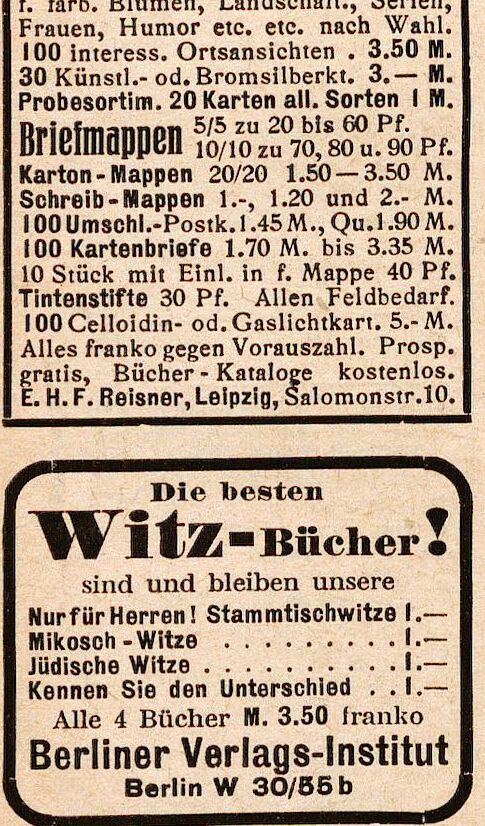 f. farb. Blumen, Landschaft., Serien,
Frauen, Humor etc. etc. nach Wahl.
100 interess. Ortsansichten . 3.50 M.
30 Künstl.- od. Bromsilberkt. 3.— M.
Probesortim. 20 Karten all. Sorten 1 M.
Briefmappen 5/5 zu 20 bis 60 Pf.
10/10 zu 70, 80 u. 90 Pf.
Karton-Mappen 20/20 1.50—3.50 M.
Schreib-Mappen 1.-, 1.20 und 2.- M.
100 Umschl.-Postk. 1.45 M., Qu. 1.90 M.
100 Kartenbriefe 1.70 M. bis 3.35 M.
10 Stück mit Einl. in f. Mappe 40 Pf.
Tintenstifte 30 Pf. Allen Feldbedarf.
100 Celloidin- od. Gaslichtkart. 5.- M.
Alles franko gegen Vorauszahl. Prosp.
gratis, Bücher-Kataloge kostenlos.
E. H. F. Reisner, Leipzig, Salomonstr. 10.
Die besten
Witz-Bücher!
sind und bleiben unsere
Nur für Herren! Stammtischwitze 1.—
Mikosch-Witze . . . . . . . . . . 1.—
Jüdische Witze . . . . . . . . . . 1.—
Kennen Sie den Unterschied . . 1.—
Alle 4 Bücher M. 3.50 franko
Berliner Verlags-Institut
Berlin W 30/55 b